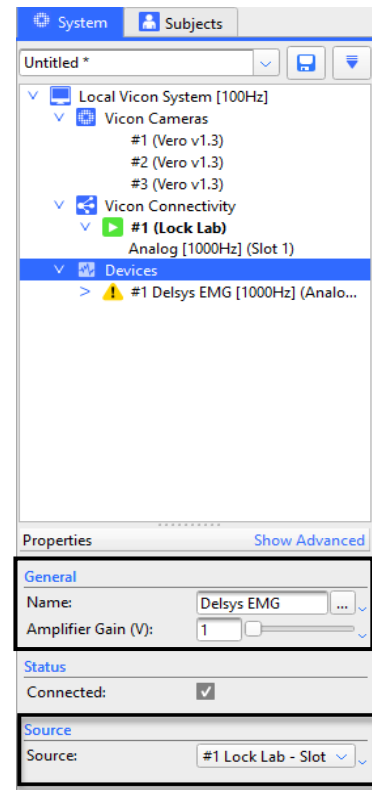 System Subjects
Untitled *
Local Vicon System [100Hz]
Vicon Cameras
#1 (Vero v1.3)
#2 (Vero v1.3)
#3 (Vero v1.3)
Vicon Connectivity
#1 (Lock Lab)
Analog [1000Hz] (Slot 1)
Devices
#1 Delsys EMG [1000Hz] (Analo...
Properties Show Advanced
General
Name: Delsys EMG ...
Amplifier Gain (V): 1
Status
Connected:
Source
Source: #1 Lock Lab - Slot